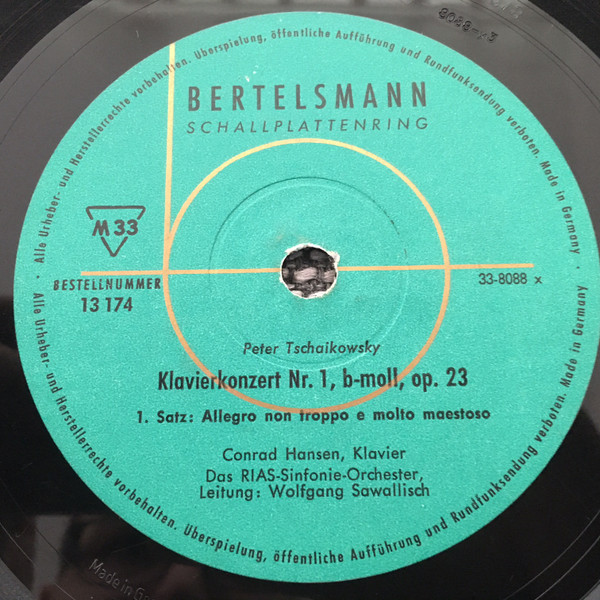 BERTELSMANN
SCHALLPLATTENRING
M 33
BESTELLNUMMER
13 174
33-8088 x
Peter Tschaikowsky
Klavierkonzert Nr. 1, b-moll, op. 23
1. Satz: Allegro non troppo e molto maestoso
Conrad Hansen, Klavier
Das RIAS-Sinfonie-Orchester,
Leitung: Wolfgang Sawallisch
· Alle Urheber- und Herstellerrechte vorbehalten. Überspielung, öffentliche Aufführung und Rundfunksendung verboten. Made in Germany ·
Alle Urheber- und Herstellerrechte vorbehalten. Überspielung, öffentliche Aufführung und Rundfunksendung verboten. Made in Germany ·
Made in